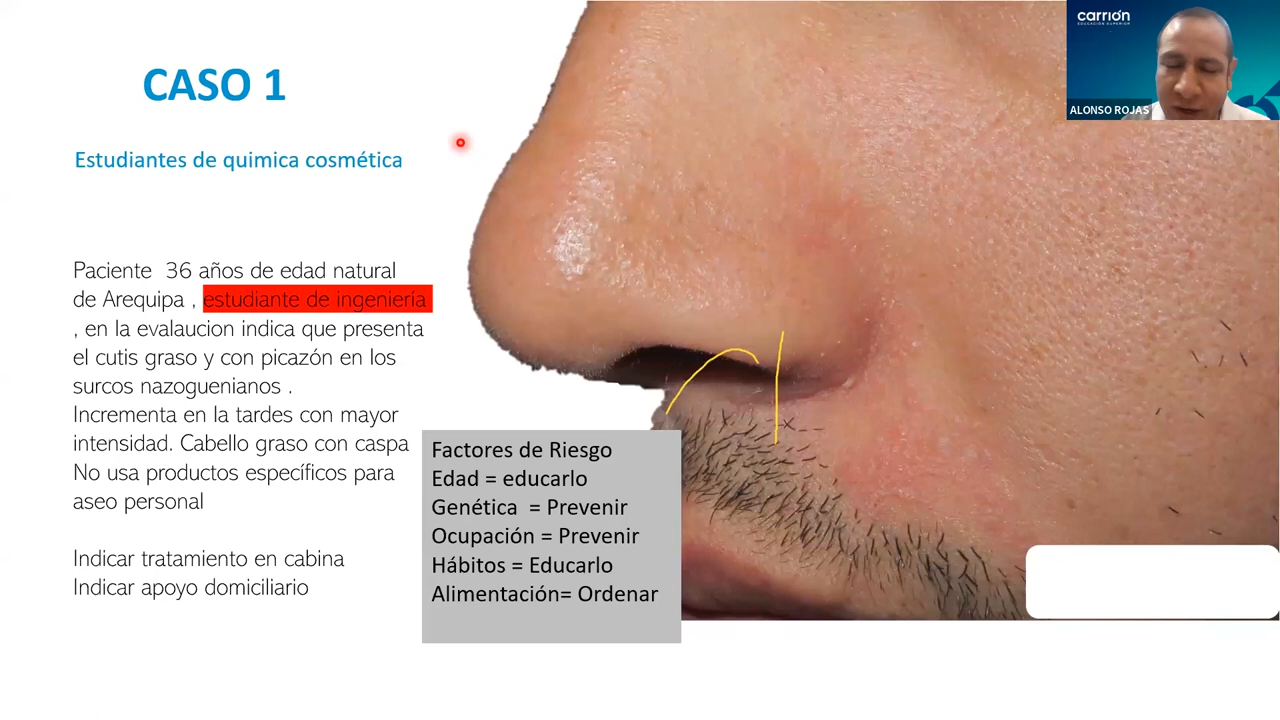 CASO 1
Estudiantes de quimica cosmética
Paciente 36 años de edad natural
de Arequipa , estudiante de ingeniería
, en la evalaucion indica que presenta
el cutis graso y con picazón en los
surcos nazoguenianos .
Incrementa en la tardes con mayor
intensidad. Cabello graso con caspa
No usa productos específicos para
aseo personal
Indicar tratamiento en cabina
Indicar apoyo domiciliario
Factores de Riesgo
Edad = educarlo
Genética = Prevenir
Ocupación = Prevenir
Hábitos = Educarlo
Alimentación= Ordenar
carrión
EDUCACIÓN SUPERIOR
ALONSO ROJAS